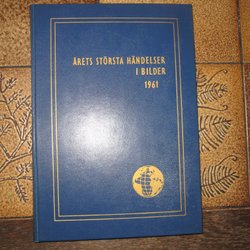 ÅRETS STÖRSTA HÄNDELSER
I BILDER
1961